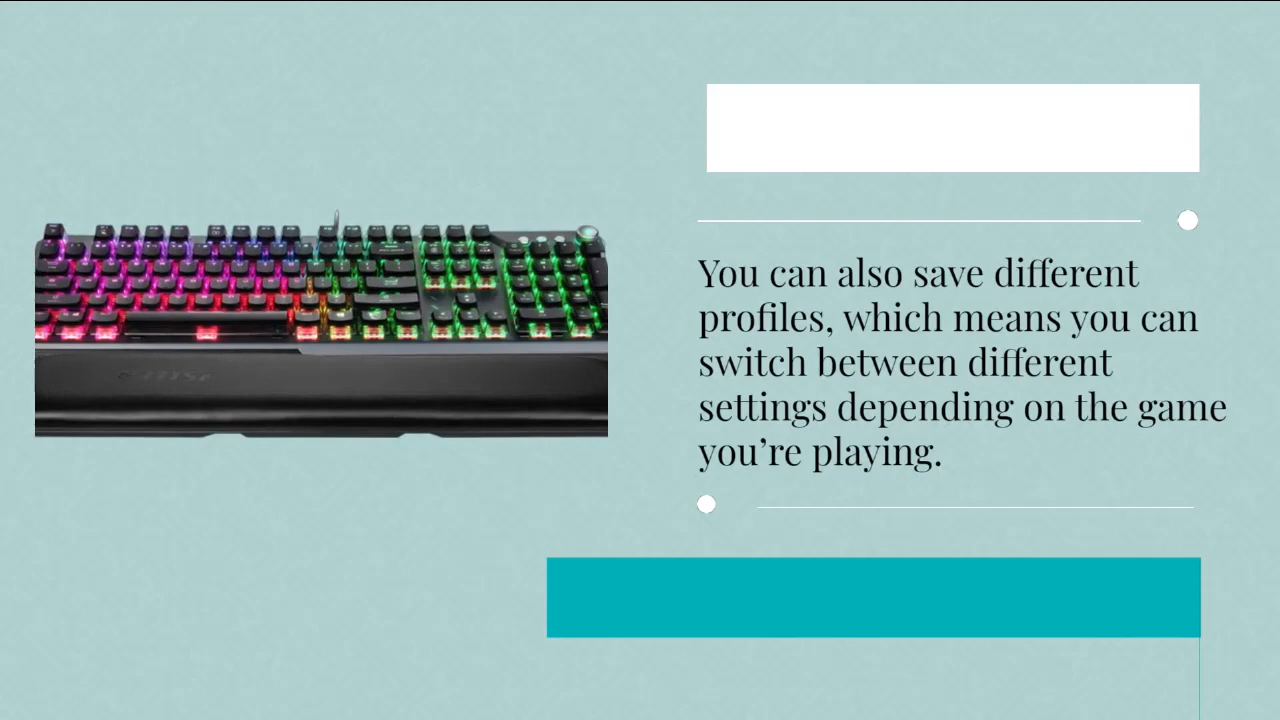 You can also save different
profiles, which means you can
switch between different
settings depending on the game
you’re playing.